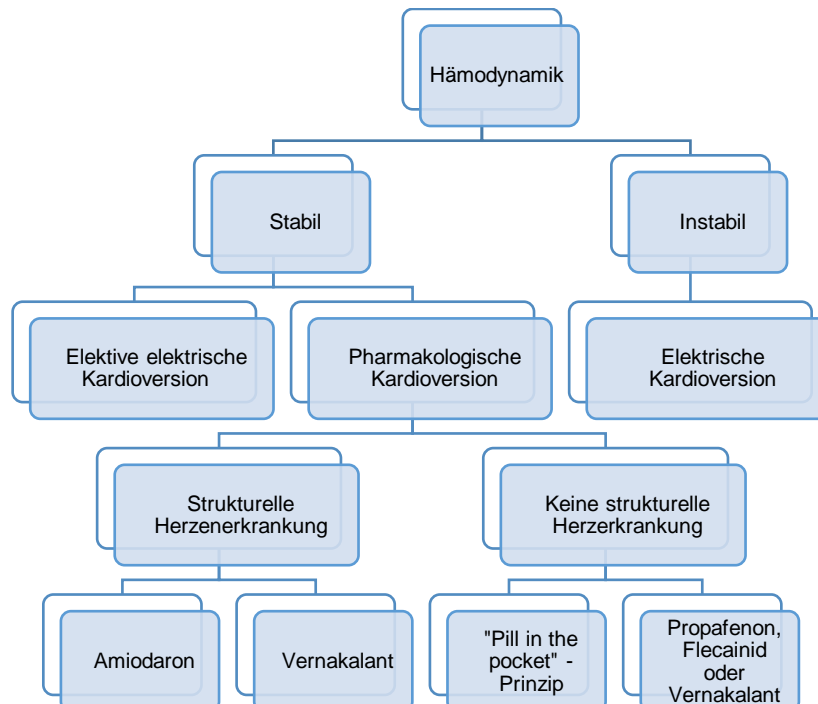 Hämodynamik
Stabil
Instabil
Elektive elektrische
Kardioversion
Pharmakologische
Kardioversion
Elektrische
Kardioversion
Strukturelle
Herzenerkrankung
Keine strukturelle
Herzerkrankung
Amiodaron
Vernakalant
"Pill in the
pocket" -
Prinzip
Propafenon,
Flecainid
oder
Vernakalant